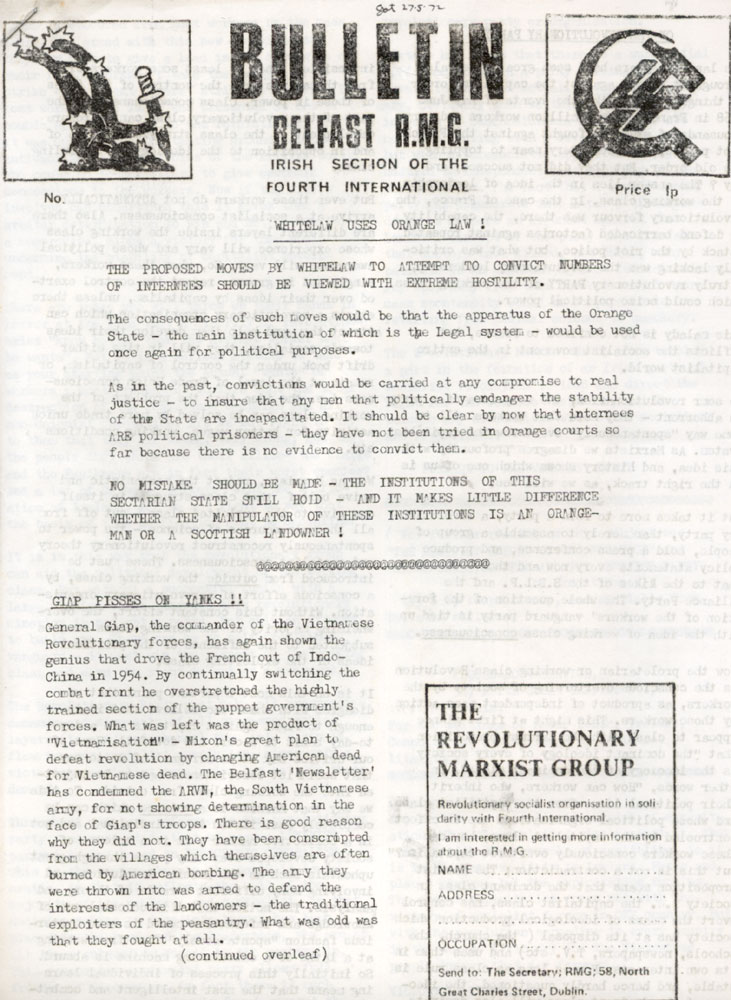 Sat 27·5·72
BULLETIN
BELFAST R.M.G.
IRISH SECTION OF THE
FOURTH INTERNATIONAL
No.
Price 1p
WHITELAW USES ORANGE LAW !
THE PROPOSED MOVES BY WHITELAW TO ATTEMPT TO CONVICT NUMBERS
OF INTERNEES SHOULD BE VIEWED WITH EXTREME HOSTILITY.
The consequences of such moves would be that the apparatus of the Orange
State - the main institution of which is the Legal system - would be used
once again for political purposes.
As in the past, convictions would be carried at any compromise to real
justice - to insure that any men that politically endanger the stability
of the State are incapacitated. It should be clear by now that internees
ARE political prisoners - they have not been tried in Orange courts so
far because there is no evidence to convict them.
NO MISTAKE SHOULD BE MADE - THE INSTITUTIONS OF THIS
SECTARIAN STATE STILL HOLD - AND IT MAKES LITTLE DIFFERENCE
WHETHER THE MANIPULATOR OF THESE INSTITUTIONS IS AN ORANGE-
MAN OR A SCOTTISH LANDOWNER !
GIAP PISSES ON YANKS !!
General Giap, the commander of the Vietnamese
Revolutionary forces, has again shown the
genius that drove the French out of Indo-
China in 1954. By continually switching the
combat front he overstretched the highly
trained section of the puppet government's
forces. What was left was the product of
"Vietnamisation" - Nixon's great plan to
defeat revolution by changing American dead
for Vietnamese dead. The Belfast 'Newsletter'
has condemned the ARVN, the South Vietnamese
army, for not showing determination in the
face of Giap's troops. There is good reason
why they did not. They have been conscripted
from the villages which themselves are often
burned by American bombing. The army they
were thrown into was armed to defend the
interests of the landowners - the traditional
exploiters of the peasantry. What was odd was
that they fought at all.
(continued overleaf)
THE
REVOLUTIONARY
MARXIST GROUP
Revolutionary socialist organisation in soli
darity with Fourth International.
I am interested in getting more information
about the R.M.G.
NAME
ADDRESS
OCCUPATION
Send to: The Secretary; RMG; 58, North
Great Charles Street, Dublin.